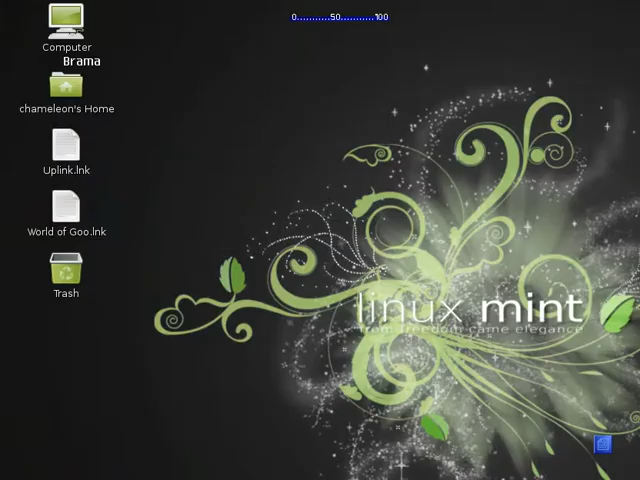 0...........50...........100
Computer
Brama
chameleon's Home
Uplink.lnk
World of Goo.lnk
Trash
linux mint
from freedom came elegance